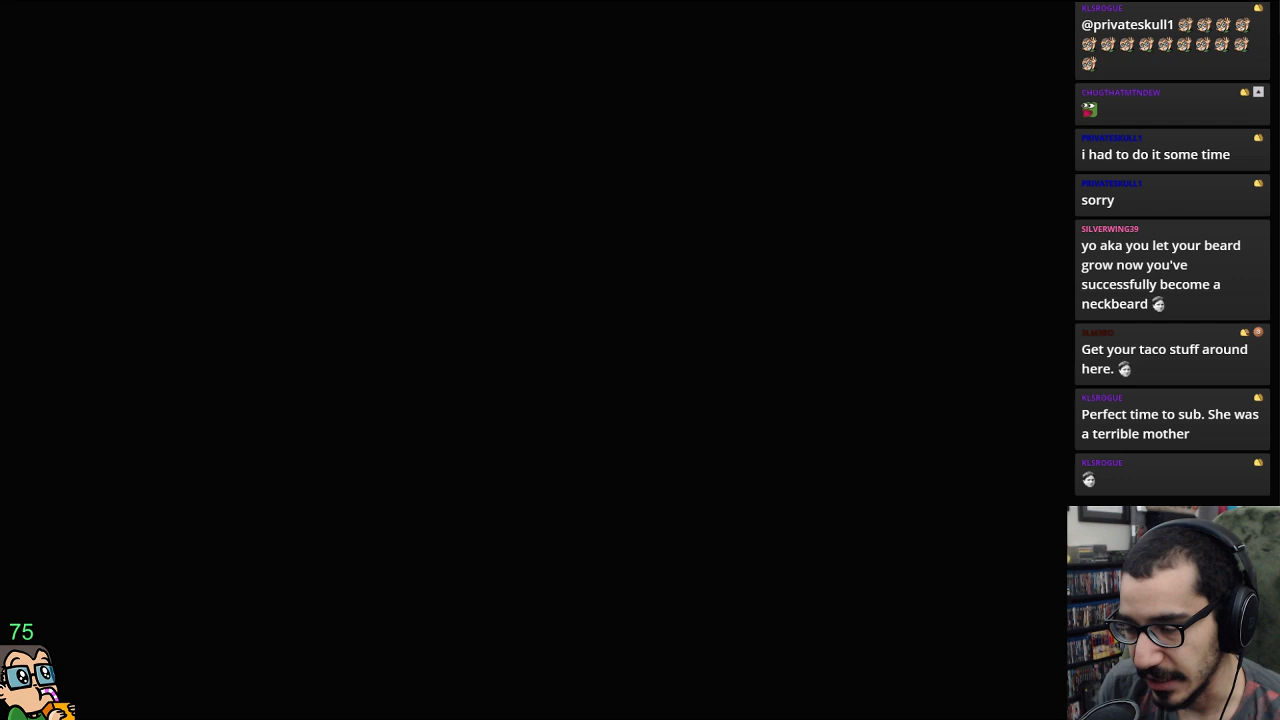 KLSROGUE
@privateskull1
CHUGTHATMTNDEW
PRIVATESKULL1
i had to do it some time
PRIVATESKULL1
sorry
SILVERWING39
yo aka you let your beard
grow now you've
successfully become a
neckbeard
Get your taco stuff around
here.
KLSROGUE
Perfect time to sub. She was
a terrible mother
KLSROGUE
75